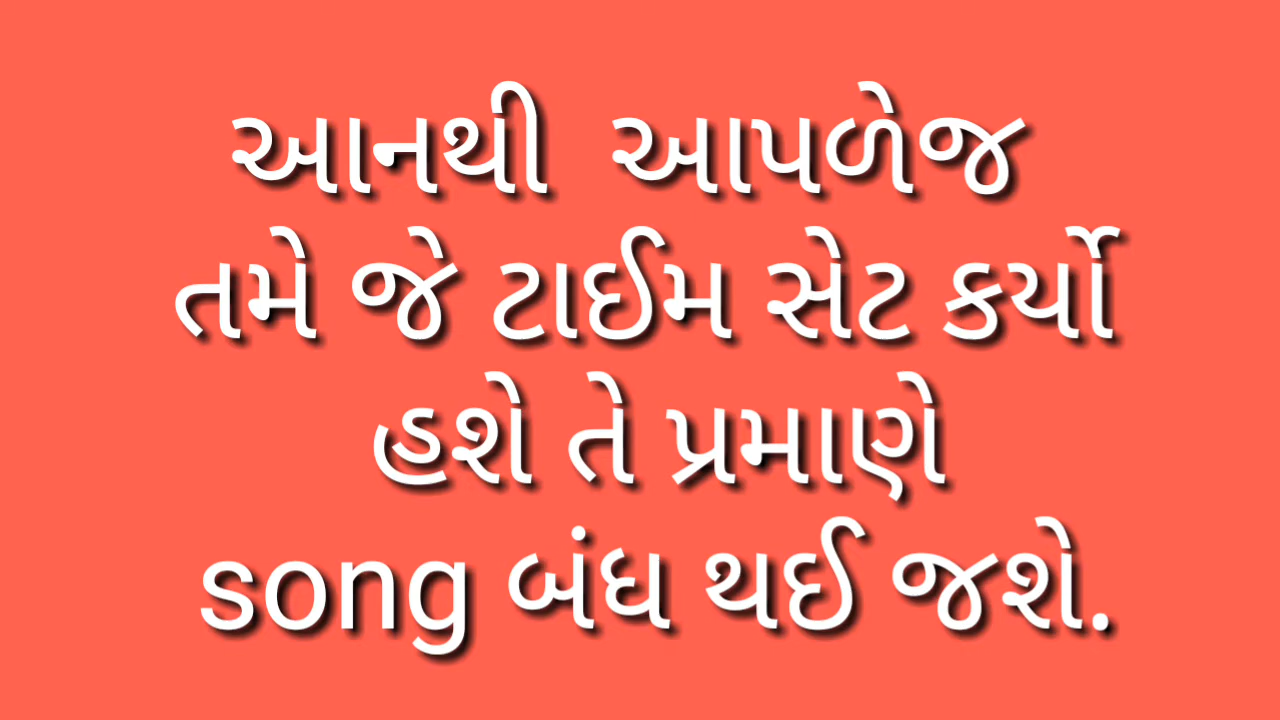 આનથી આપળેજ
તમે જે ટાઈમ સેટ કર્યો
હશે તે પ્રમાણે
song બંધ થઈ જશે.